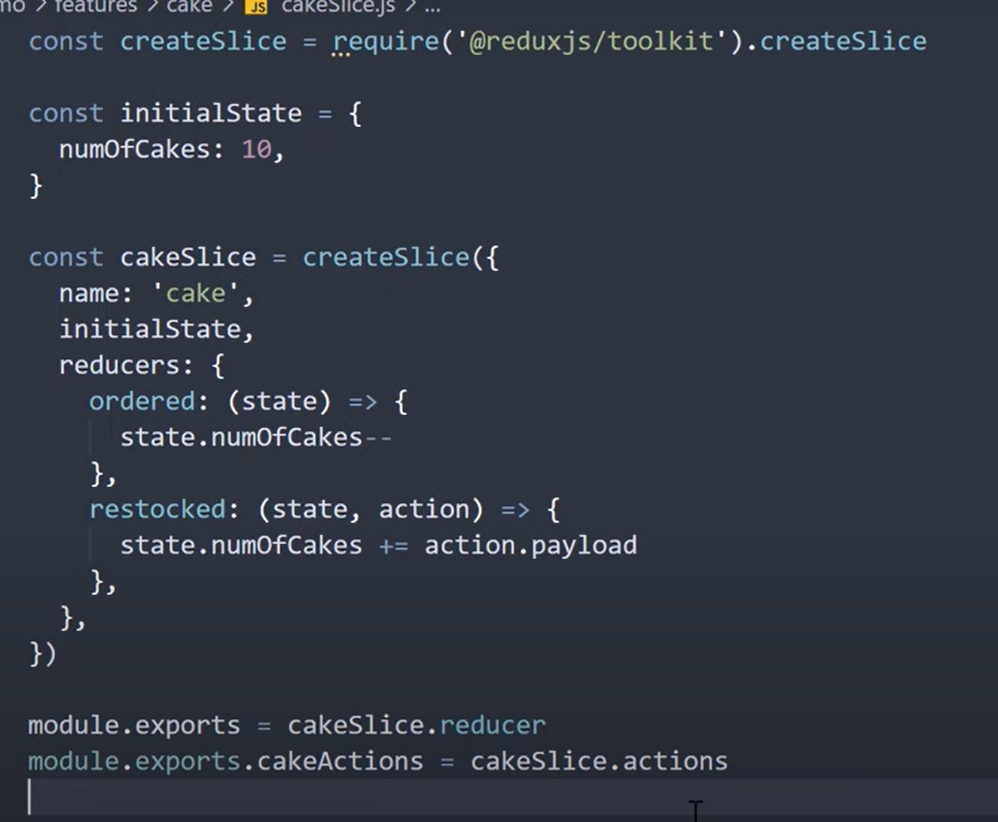 mo > features > cake > JS cakeSlice.js > ...
const createSlice = require('@reduxjs/toolkit').createSlice

const initialState = {
  numOfCakes: 10,
}

const cakeSlice = createSlice({
  name: 'cake',
  initialState,
  reducers: {
    ordered: (state) => {
      state.numOfCakes--
    },
    restocked: (state, action) => {
      state.numOfCakes += action.payload
    },
  },
})

module.exports = cakeSlice.reducer
module.exports.cakeActions = cakeSlice.actions